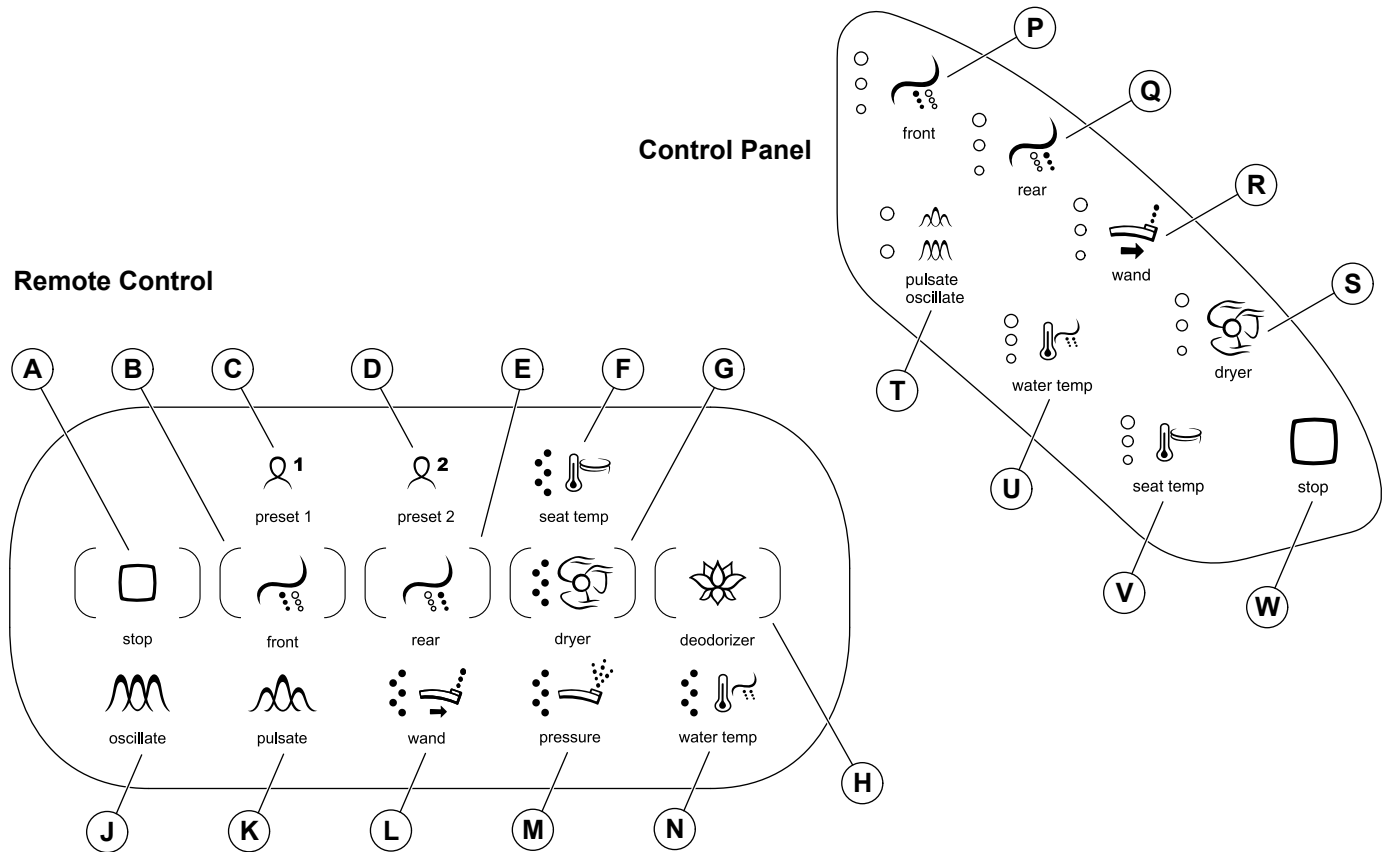 P
Q
front
Control Panel
rear
R
wand
S
pulsate
oscillate
dryer
T
water temp
U
seat temp
stop
V
W
Remote Control
A
B
C
D
E
F
G
1
2
preset 1
preset 2
seat temp
stop
front
rear
dryer
deodorizer
oscillate
pulsate
wand
pressure
water temp
H
J
K
L
M
N